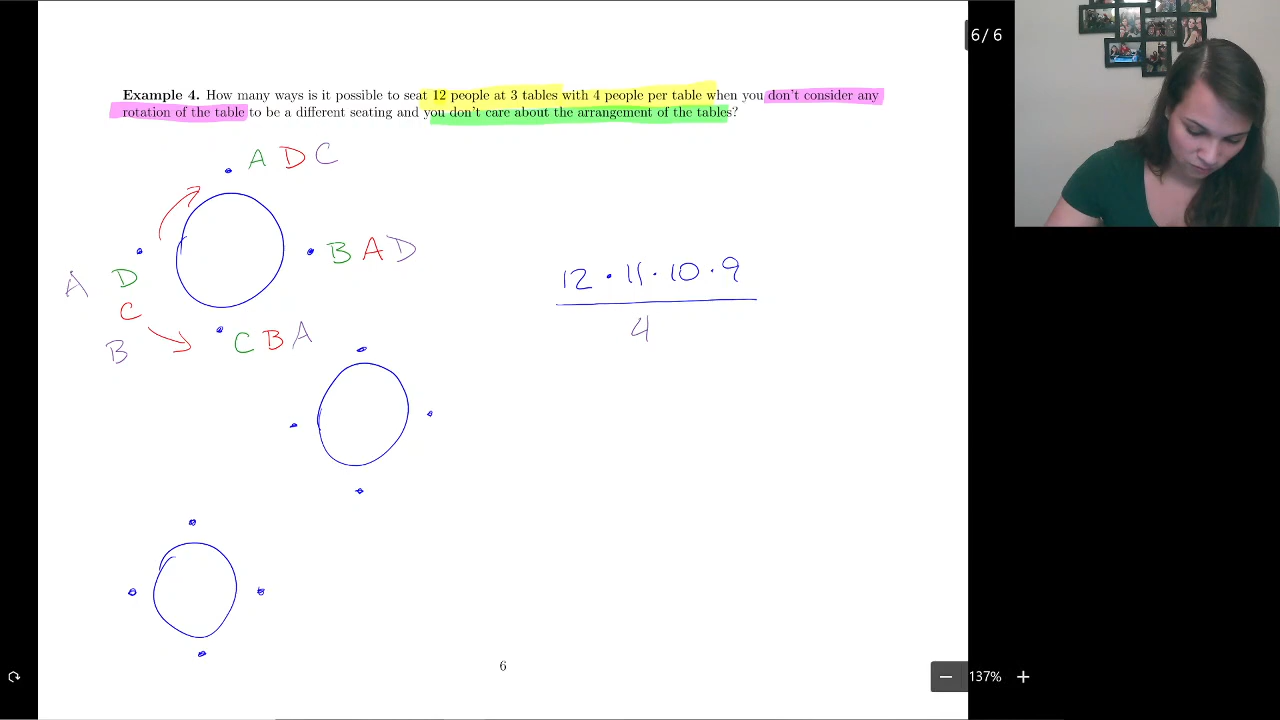 6 / 6
Example 4. How many ways is it possible to seat 12 people at 3 tables with 4 people per table when you don't consider any
rotation of the table to be a different seating and you don't care about the arrangement of the tables?
A D C
B A D
A D
C
B
C B A
12 · 11 · 10 · 9
4
6
137%